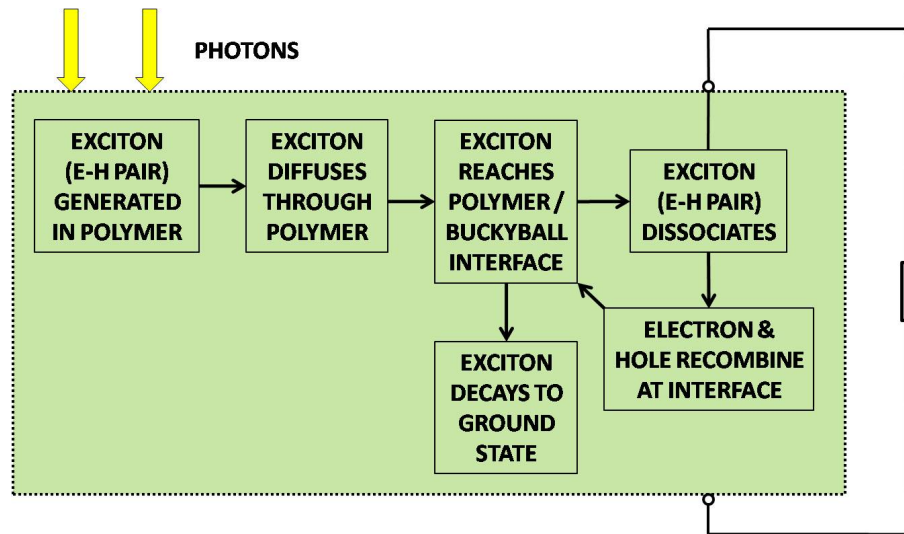 PHOTONS
EXCITON
(E-H PAIR)
GENERATED
IN POLYMER
EXCITON
DIFFUSES
THROUGH
POLYMER
EXCITON
REACHES
POLYMER /
BUCKYBALL
INTERFACE
EXCITON
(E-H PAIR)
DISSOCIATES
ELECTRON &
HOLE RECOMBINE
AT INTERFACE
EXCITON
DECAYS TO
GROUND
STATE